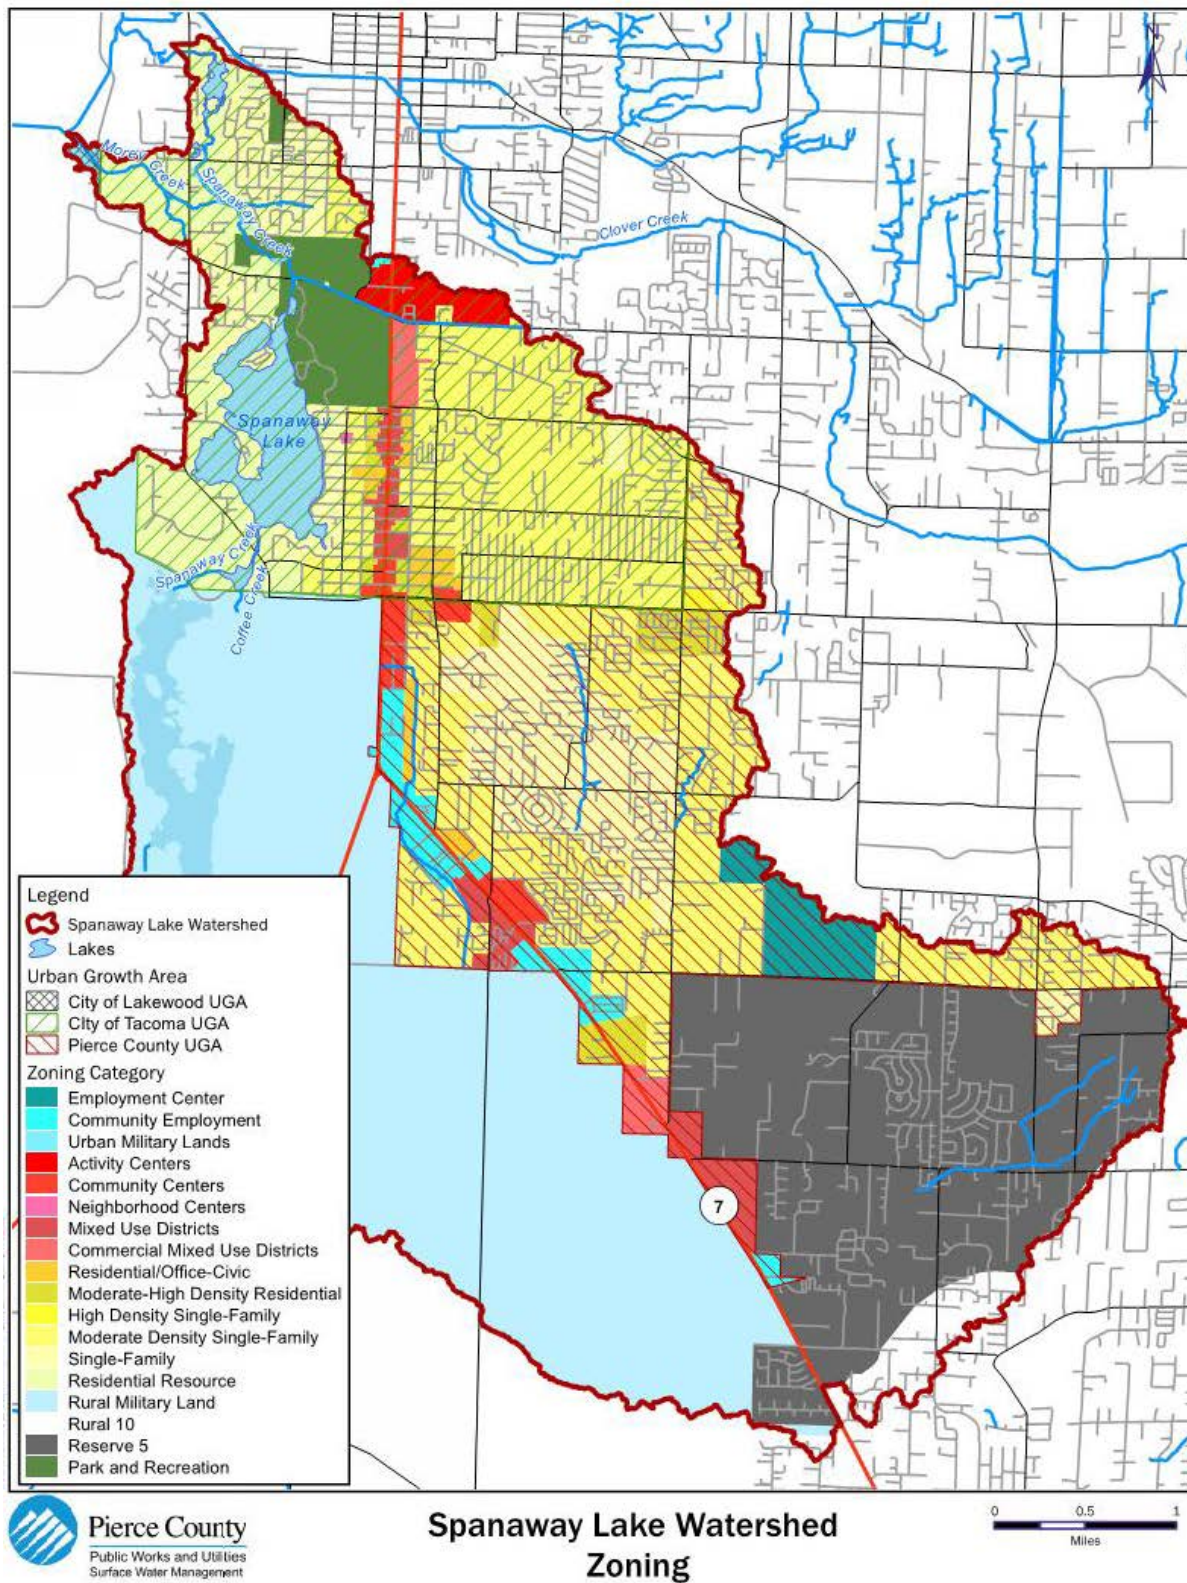 Morey Creek
Spanaway Creek
Clover Creek
Spanaway
Lake
Spanaway Creek
Coffee Creek
7
Legend
Spanaway Lake Watershed
Lakes
Urban Growth Area
City of Lakewood UGA
CIty of Tacoma UGA
Pierce County UGA
Zoning Category
Employment Center
Community Employment
Urban Military Lands
Activity Centers
Community Centers
Neighborhood Centers
Mixed Use Districts
Commercial Mixed Use Districts
Residential/Office-Civic
Moderate-High Density Residential
High Density Single-Family
Moderate Density Single-Family
Single-Family
Residential Resource
Rural Military Land
Rural 10
Reserve 5
Park and Recreation
Pierce County
Public Works and Utilities
Surface Water Management
Spanaway Lake Watershed
Zoning
0 0.5 1
Miles